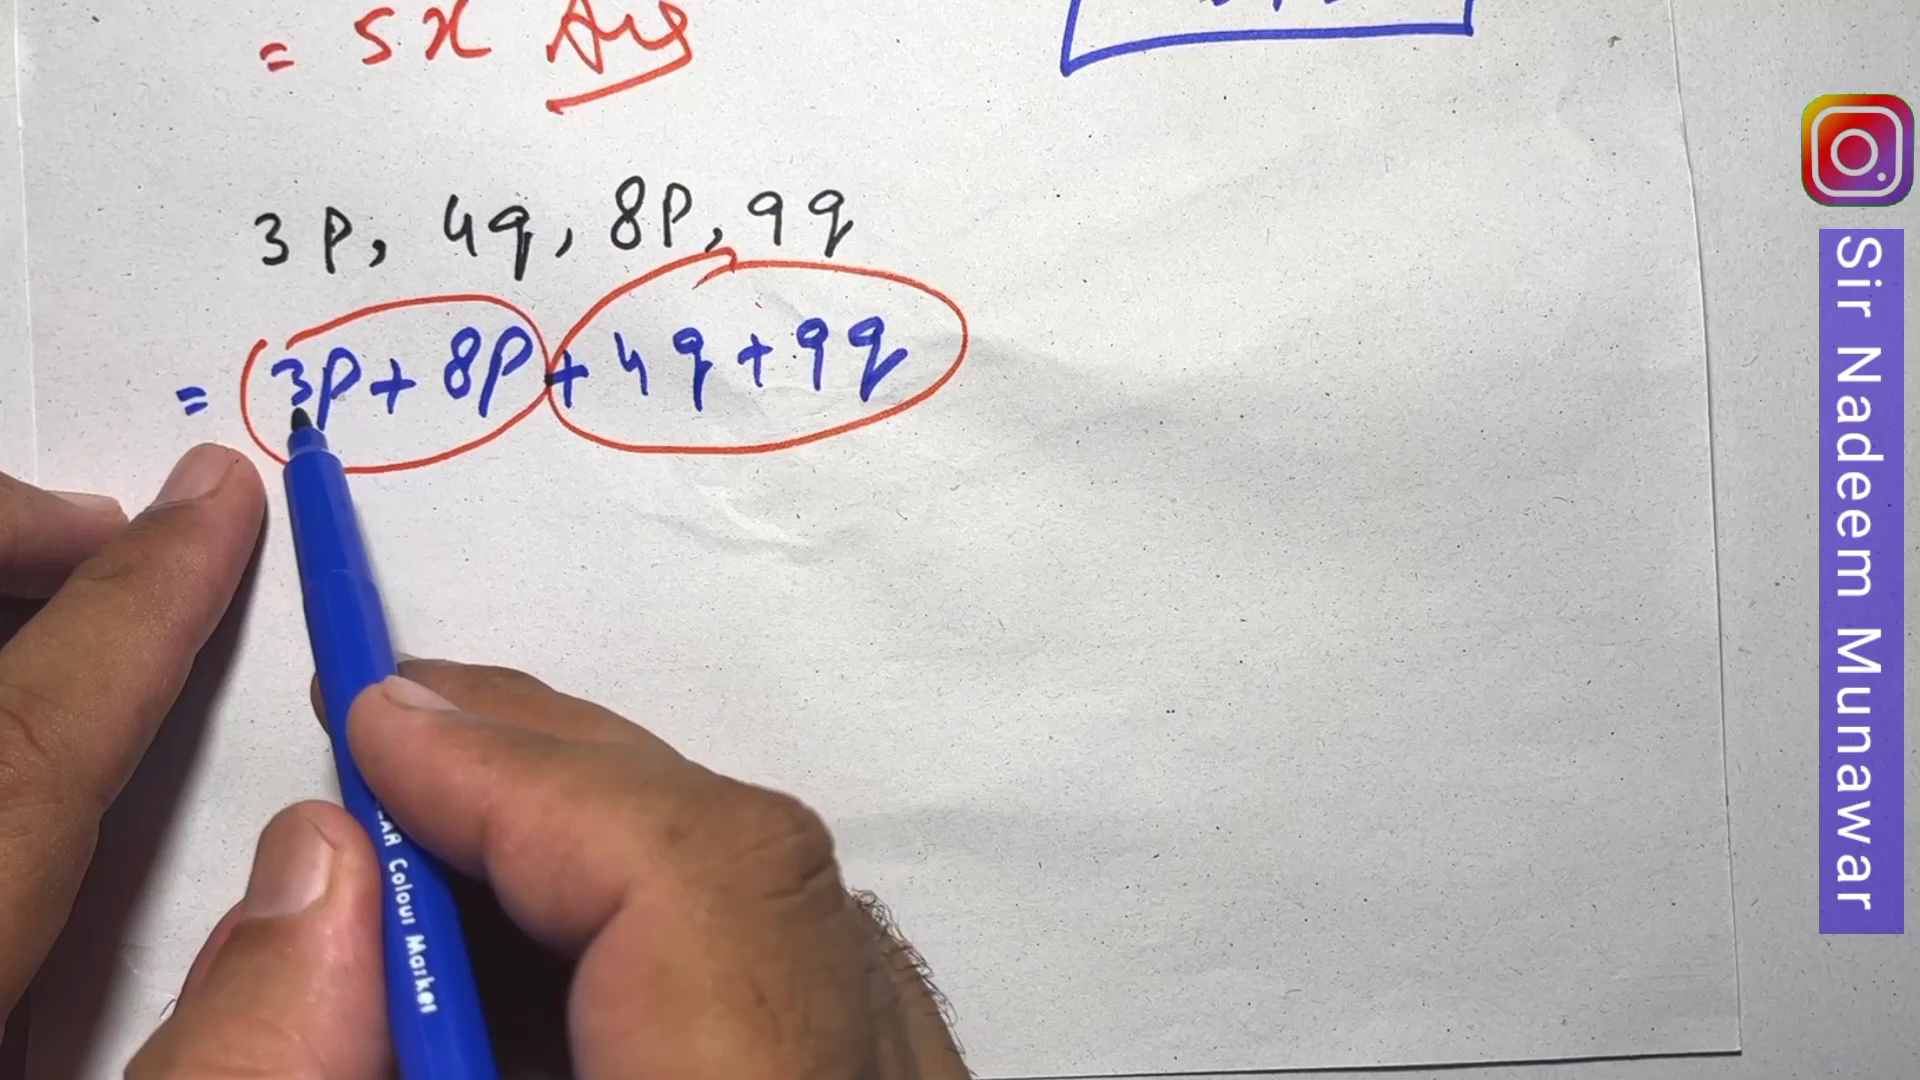 = 5x Ans
3p, 4q, 8p, 9q
= 3p + 8p + 4q + 9q
Colour Marker
Sir Nadeem Munawar